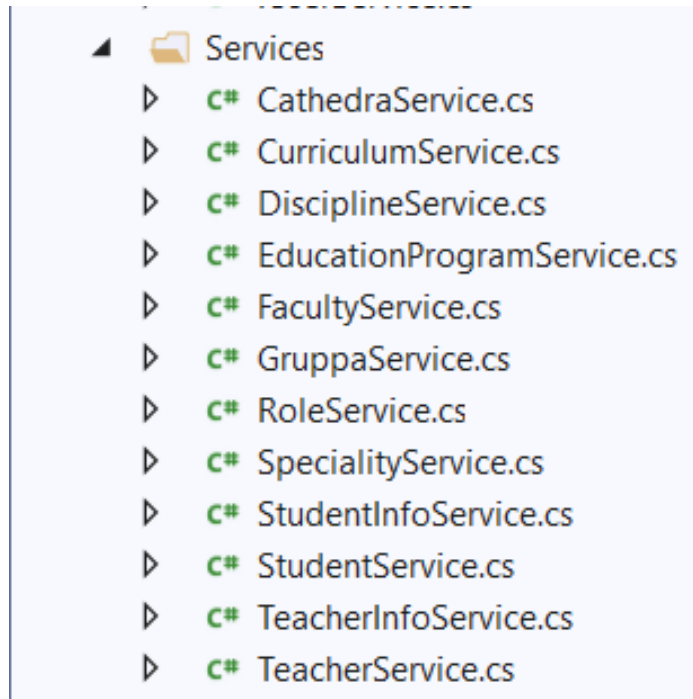 Services
C# CathedraService.cs
C# CurriculumService.cs
C# DisciplineService.cs
C# EducationProgramService.cs
C# FacultyService.cs
C# GruppaService.cs
C# RoleService.cs
C# SpecialityService.cs
C# StudentInfoService.cs
C# StudentService.cs
C# TeacherInfoService.cs
C# TeacherService.cs